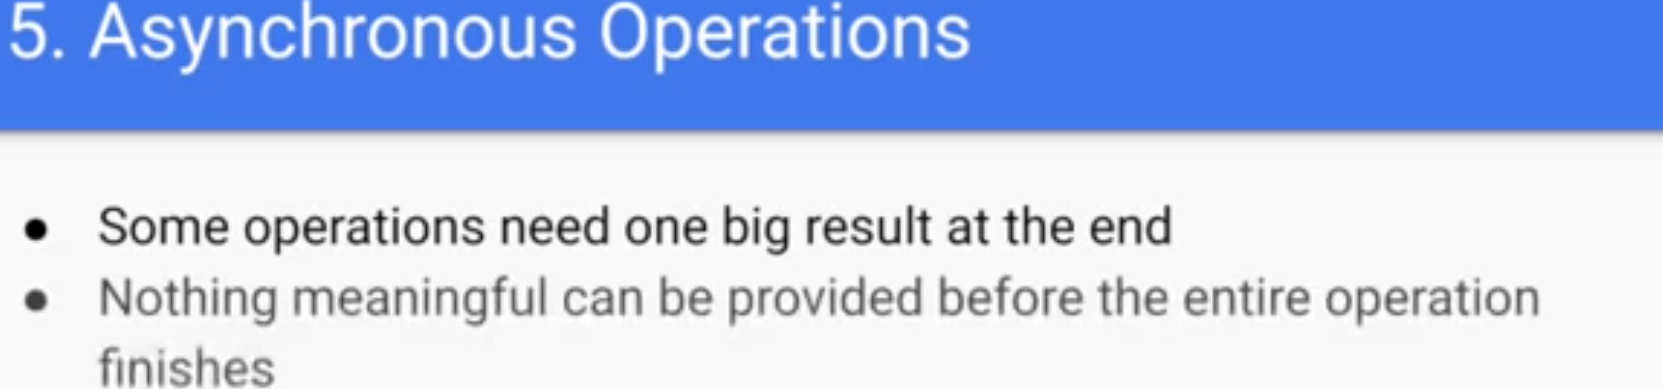 5. Asynchronous Operations
● Some operations need one big result at the end
● Nothing meaningful can be provided before the entire operation
finishes